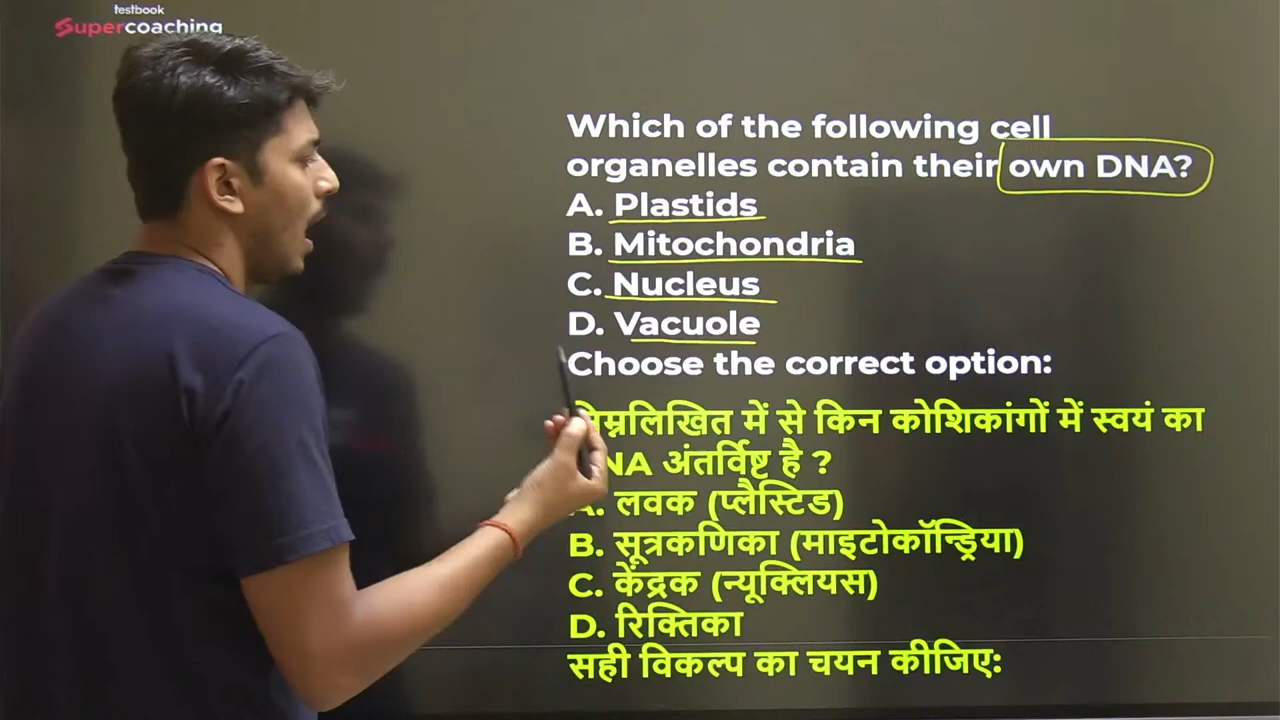 testbook
Supercoaching
Which of the following cell
organelles contain their own DNA?
A. Plastids
B. Mitochondria
C. Nucleus
D. Vacuole
Choose the correct option:
में से किन कोशिकांगों में स्वयं का
अंतर्विष्ट है ?
लवक (प्लैस्टिड)
B. सूत्रकणिका (माइटोकॉन्ड्रिया)
C. केंद्रक (न्यूक्लियस)
D. रिक्तिका
सही विकल्प का चयन कीजिए: